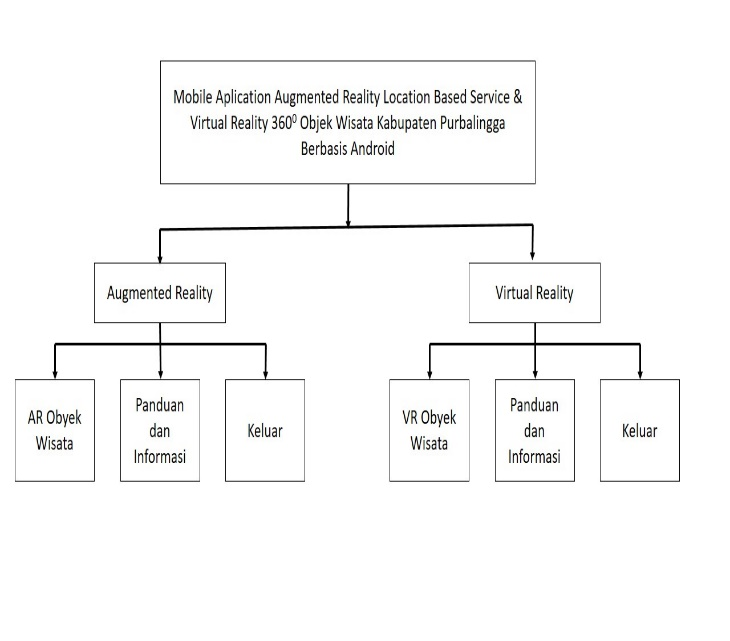 Mobile Aplication Augmented Reality Location Based Service &
Virtual Reality 360⁰ Objek Wisata Kabupaten Purbalingga
Berbasis Android
Augmented Reality
Virtual Reality
AR Obyek
Wisata
Panduan
dan
Informasi
Keluar
VR Obyek
Wisata
Panduan
dan
Informasi
Keluar